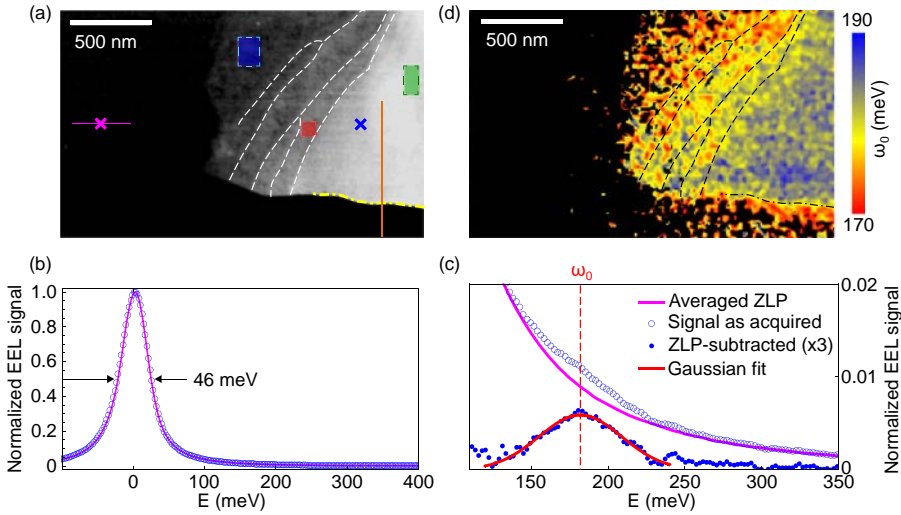 (a)
500 nm
(d)
500 nm
190
ω0 (meV)
170
(b)
Normalized EEL signal
1.0
0.8
0.6
0.4
0.2
0
46 meV
0
100
200
300
400
E (meV)
(c)
ω0
Averaged ZLP
Signal as acquired
ZLP-subtracted (x3)
Gaussian fit
0.02
0.01
0
Normalized EEL signal
150
200
250
300
350
E (meV)